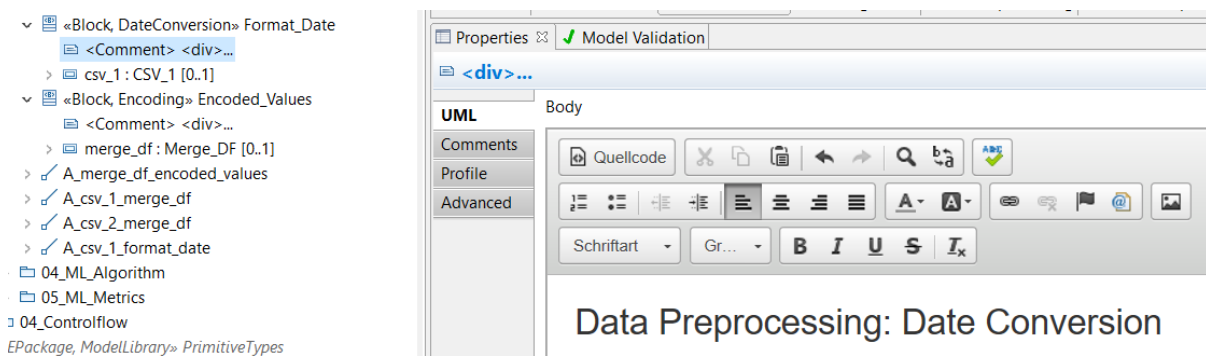 «Block, DateConversion» Format_Date
<Comment> <div>...
csv_1 : CSV_1 [0..1]
«Block, Encoding» Encoded_Values
<Comment> <div>...
merge_df : Merge_DF [0..1]
A_merge_df_encoded_values
A_csv_1_merge_df
A_csv_2_merge_df
A_csv_1_format_date
04_ML_Algorithm
05_ML_Metrics
04_Controlflow
EPackage, ModelLibrary» PrimitiveTypes
Properties Model Validation
<div>...
UML
Comments
Profile
Advanced
Body
Quellcode
Schriftart Gr...
B I U S Tx
Data Preprocessing: Date Conversion